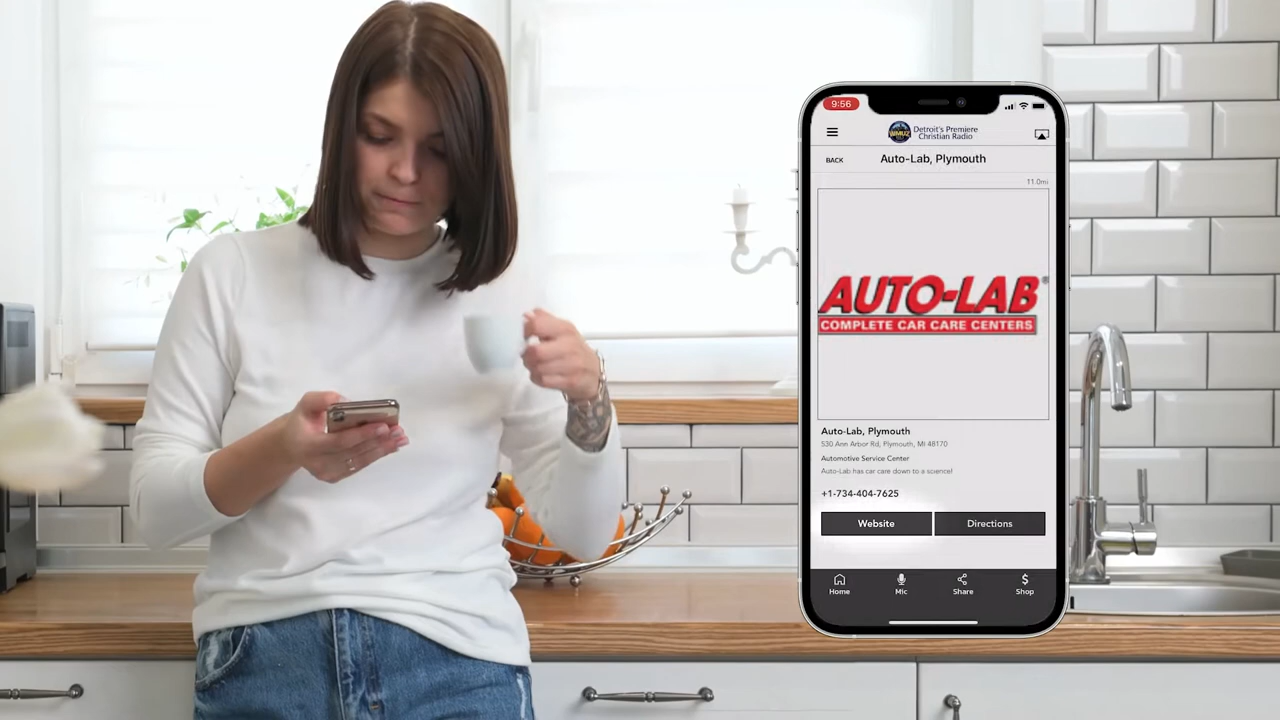 9:56
WMUZ
Detroit's Premiere
Christian Radio
BACK
Auto-Lab, Plymouth
11.0mi
AUTO-LAB®
COMPLETE CAR CARE CENTERS
Auto-Lab, Plymouth
530 Ann Arbor Rd, Plymouth, MI 48170
Automotive Service Center
Auto-Lab has car care down to a science!
+1-734-404-7625
Website
Directions
Home
Mic
Share
$
Shop